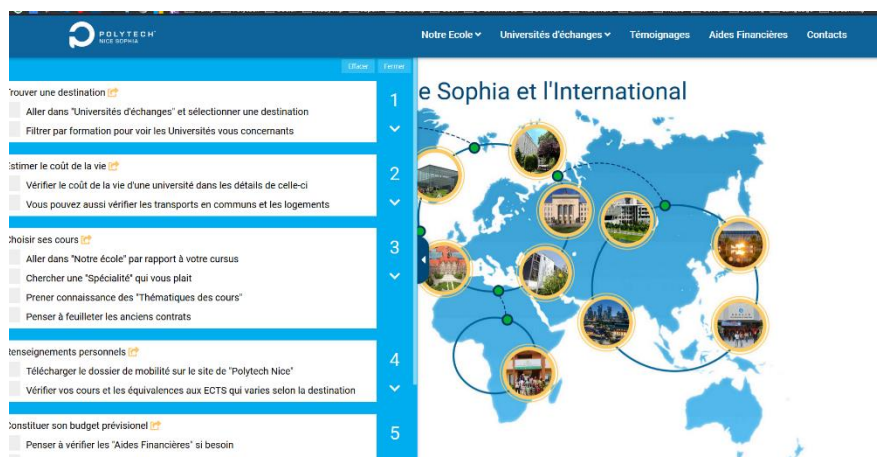 POLYTECH
NICE SOPHIA
Notre Ecole Universités d'échanges Témoignages Aides Financières Contacts
Effacer Fermer
e Sophia et l'International
Trouver une destination
1
Aller dans "Universités d'échanges" et sélectionner une destination
Filtrer par formation pour voir les Universités vous concernants
Estimer le coût de la vie
2
Vérifier le coût de la vie d'une université dans les détails de celle-ci
Vous pouvez aussi vérifier les transports en communs et les logements
Choisir ses cours
3
Aller dans "Notre école" par rapport à votre cursus
Chercher une "Spécialité" qui vous plait
Prener connaissance des "Thématiques des cours"
Penser à feuilleter les anciens contrats
Renseignements personnels
4
Télécharger le dossier de mobilité sur le site de "Polytech Nice"
Vérifier vos cours et les équivalences aux ECTS qui varies selon la destination
Constituer son budget prévisionel
5
Penser à vérifier les "Aides Financières" si besoin